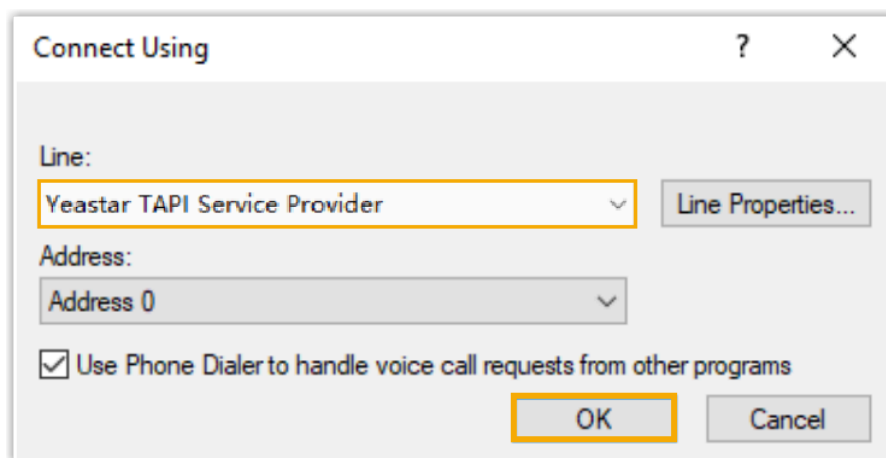 Connect Using ?
Line:
Yeastar TAPI Service Provider Line Properties...
Address:
Address 0
Use Phone Dialer to handle voice call requests from other programs
OK Cancel